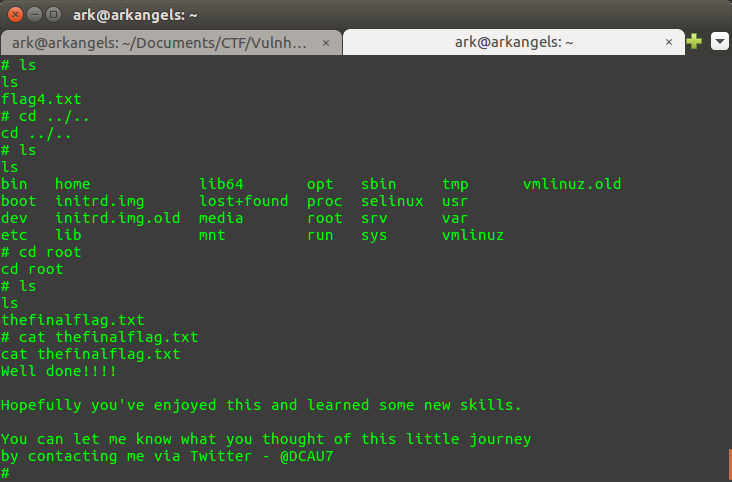 ark@arkangels: ~
ark@arkangels: ~/Documents/CTF/Vulnh... ×
ark@arkangels: ~ ×
# ls
ls
flag4.txt
# cd ../..
cd ../..
# ls
ls
bin   home            lib64       opt   sbin     tmp      vmlinuz.old
boot  initrd.img      lost+found  proc  selinux  usr
dev   initrd.img.old  media       root  srv      var
etc   lib             mnt         run   sys      vmlinuz
# cd root
cd root
# ls
ls
thefinalflag.txt
# cat thefinalflag.txt
cat thefinalflag.txt
Well done!!!!
Hopefully you've enjoyed this and learned some new skills.
You can let me know what you thought of this little journey
by contacting me via Twitter - @DCAU7
#